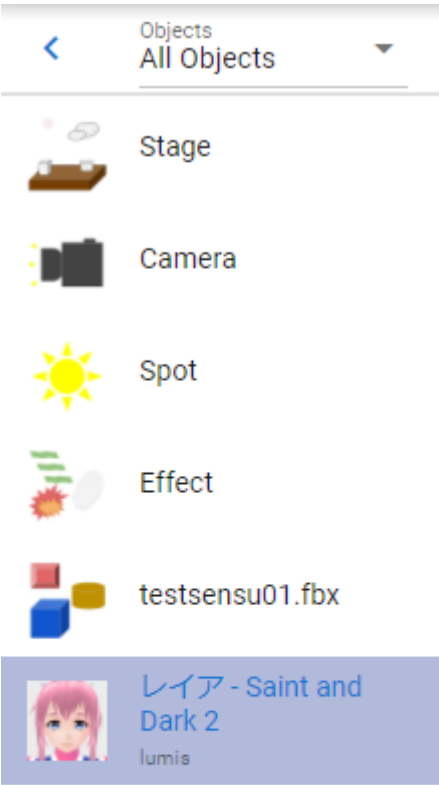 Objects
All Objects
Stage
Camera
Spot
Effect
testsensu01.fbx
レイア - Saint and
Dark 2
lumis